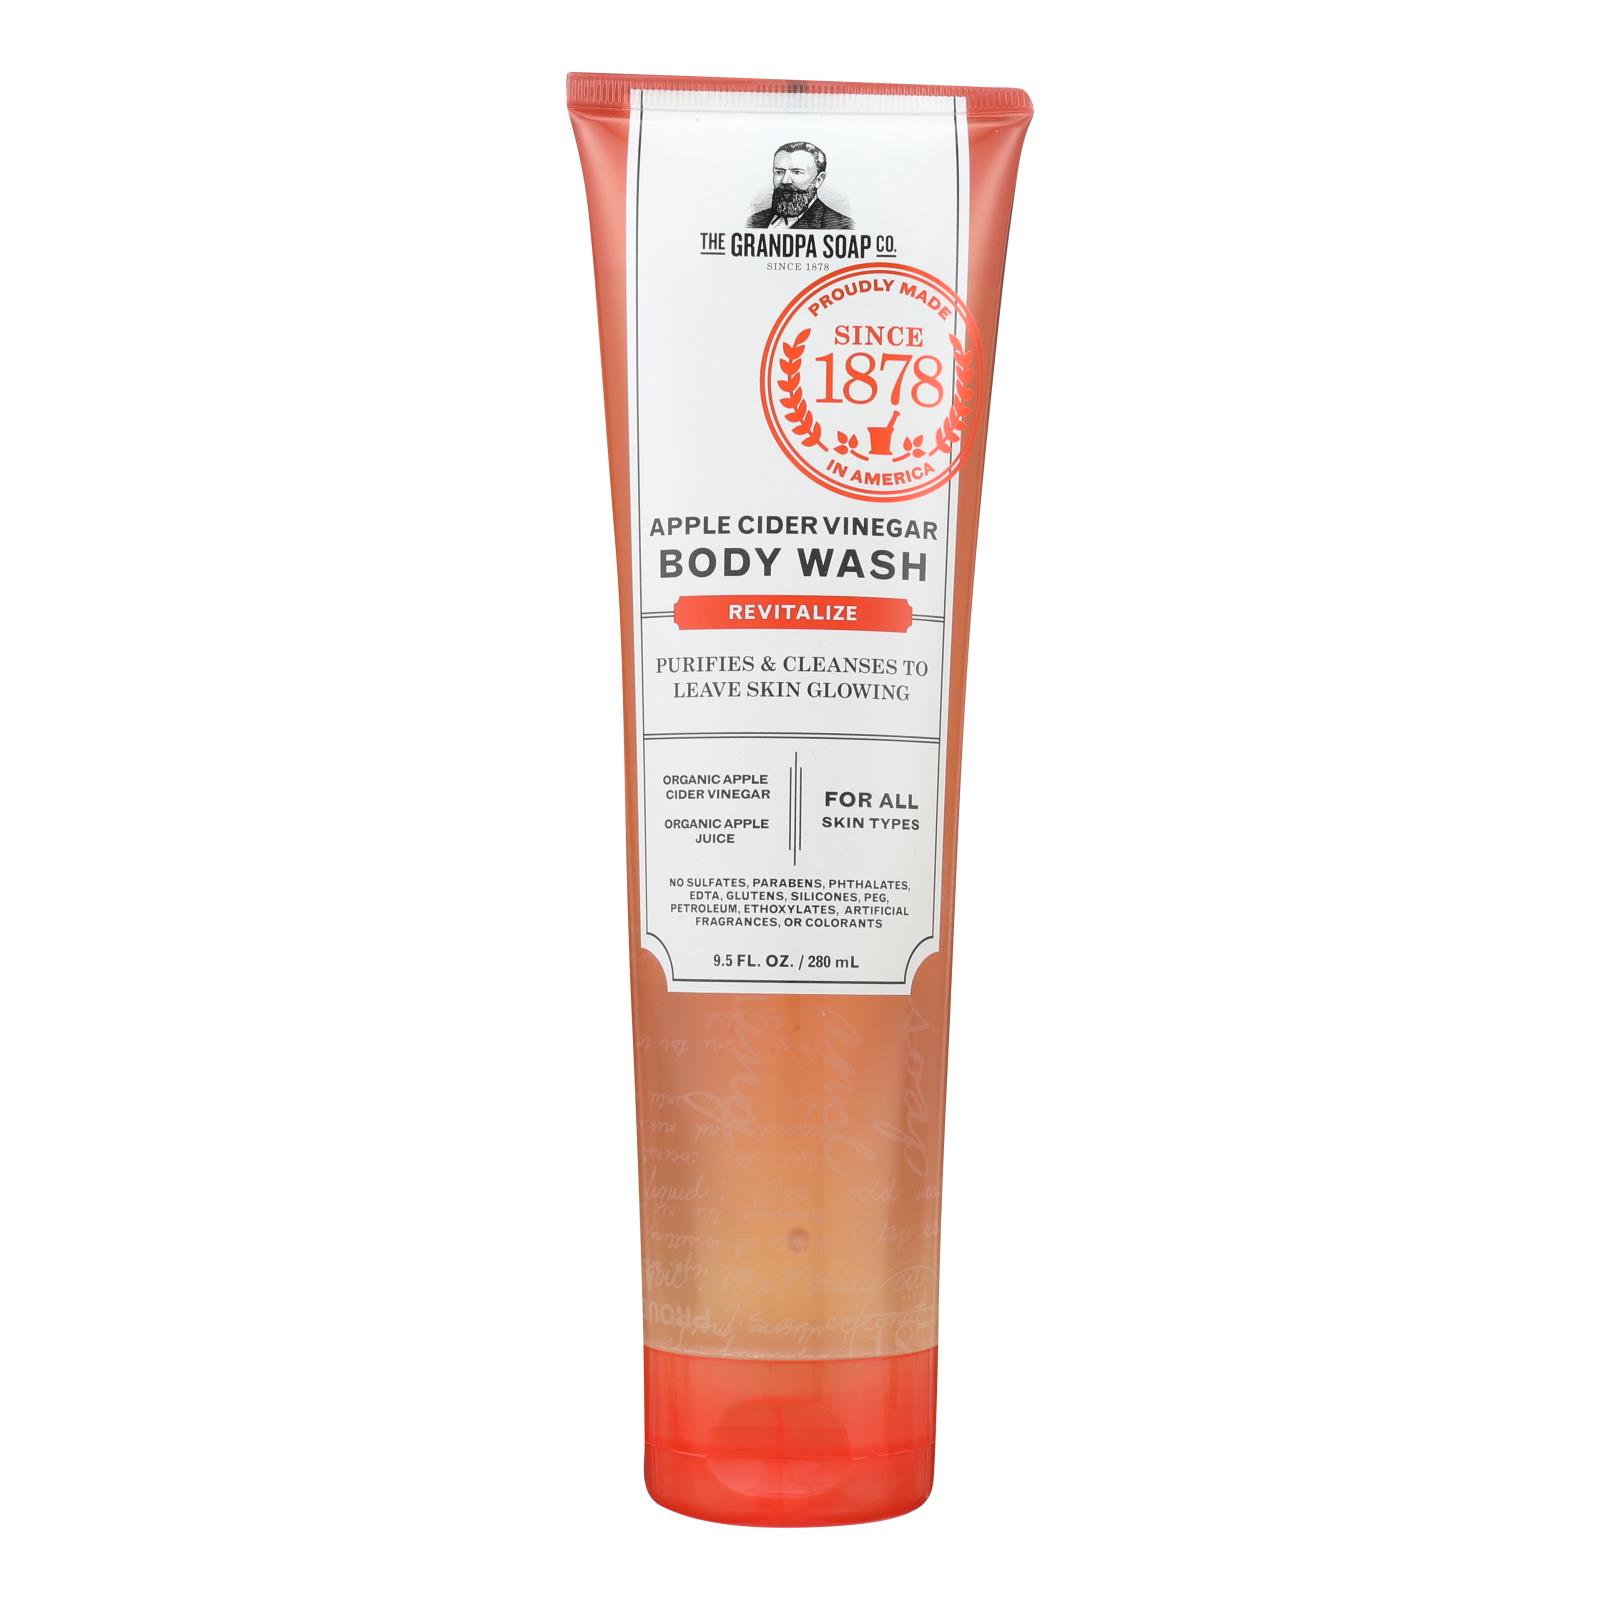 THE GRANDPA SOAP CO.
SINCE 1878
PROUDLY MADE
SINCE
1878
IN AMERICA
APPLE CIDER VINEGAR
BODY WASH
REVITALIZE
PURIFIES & CLEANSES TO
LEAVE SKIN GLOWING
ORGANIC APPLE
CIDER VINEGAR
ORGANIC APPLE
JUICE
FOR ALL
SKIN TYPES
NO SULFATES, PARABENS, PHTHALATES,
EDTA, GLUTENS, SILICONES, PEG,
PETROLEUM, ETHOXYLATES, ARTIFICIAL
FRAGRANCES, OR COLORANTS
9.5 FL. OZ. / 280 mL
soap